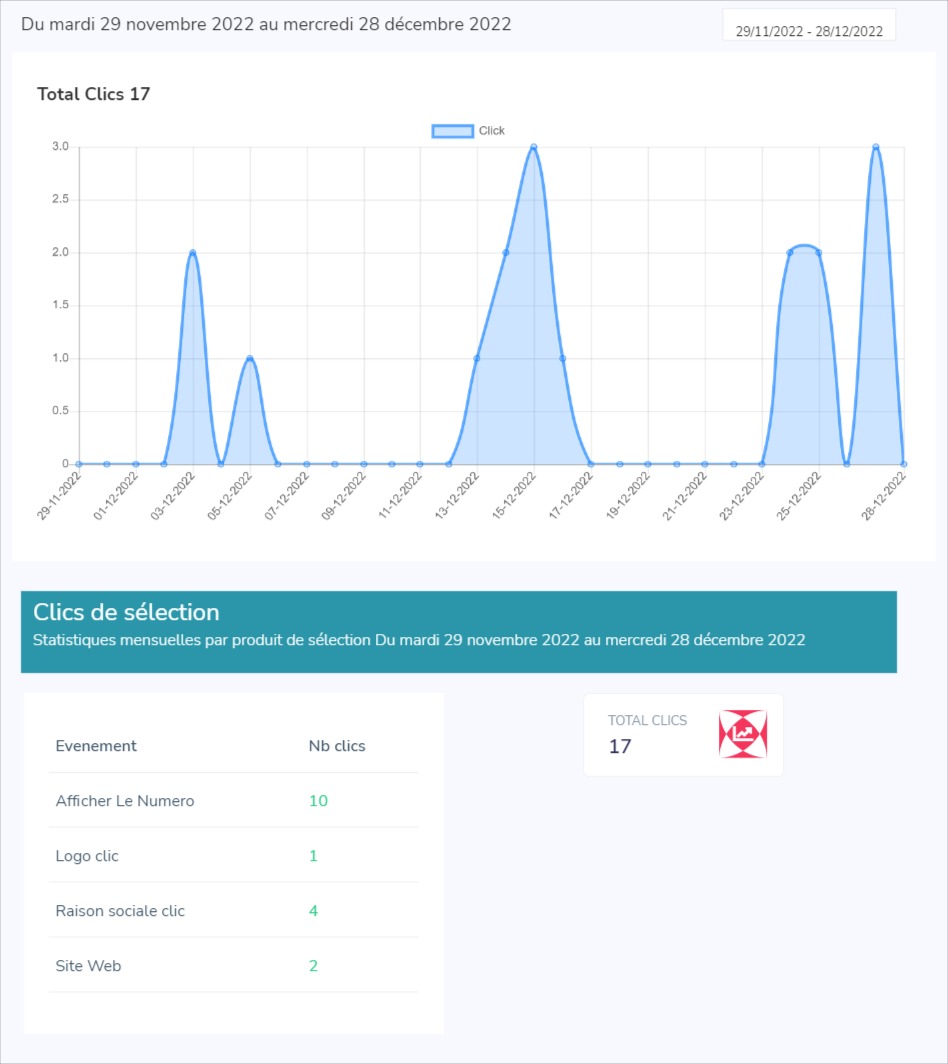 Du mardi 29 novembre 2022 au mercredi 28 décembre 2022
29/11/2022 - 28/12/2022
Total Clics 17
Click
3.0
2.5
2.0
1.5
1.0
0.5
0
29-11-2022
01-12-2022
03-12-2022
05-12-2022
07-12-2022
09-12-2022
11-12-2022
13-12-2022
15-12-2022
17-12-2022
19-12-2022
21-12-2022
23-12-2022
25-12-2022
28-12-2022
Clics de sélection
Statistiques mensuelles par produit de sélection Du mardi 29 novembre 2022 au mercredi 28 décembre 2022
Evenement Nb clics
Afficher Le Numero 10
Logo clic 1
Raison sociale clic 4
Site Web 2
TOTAL CLICS
17